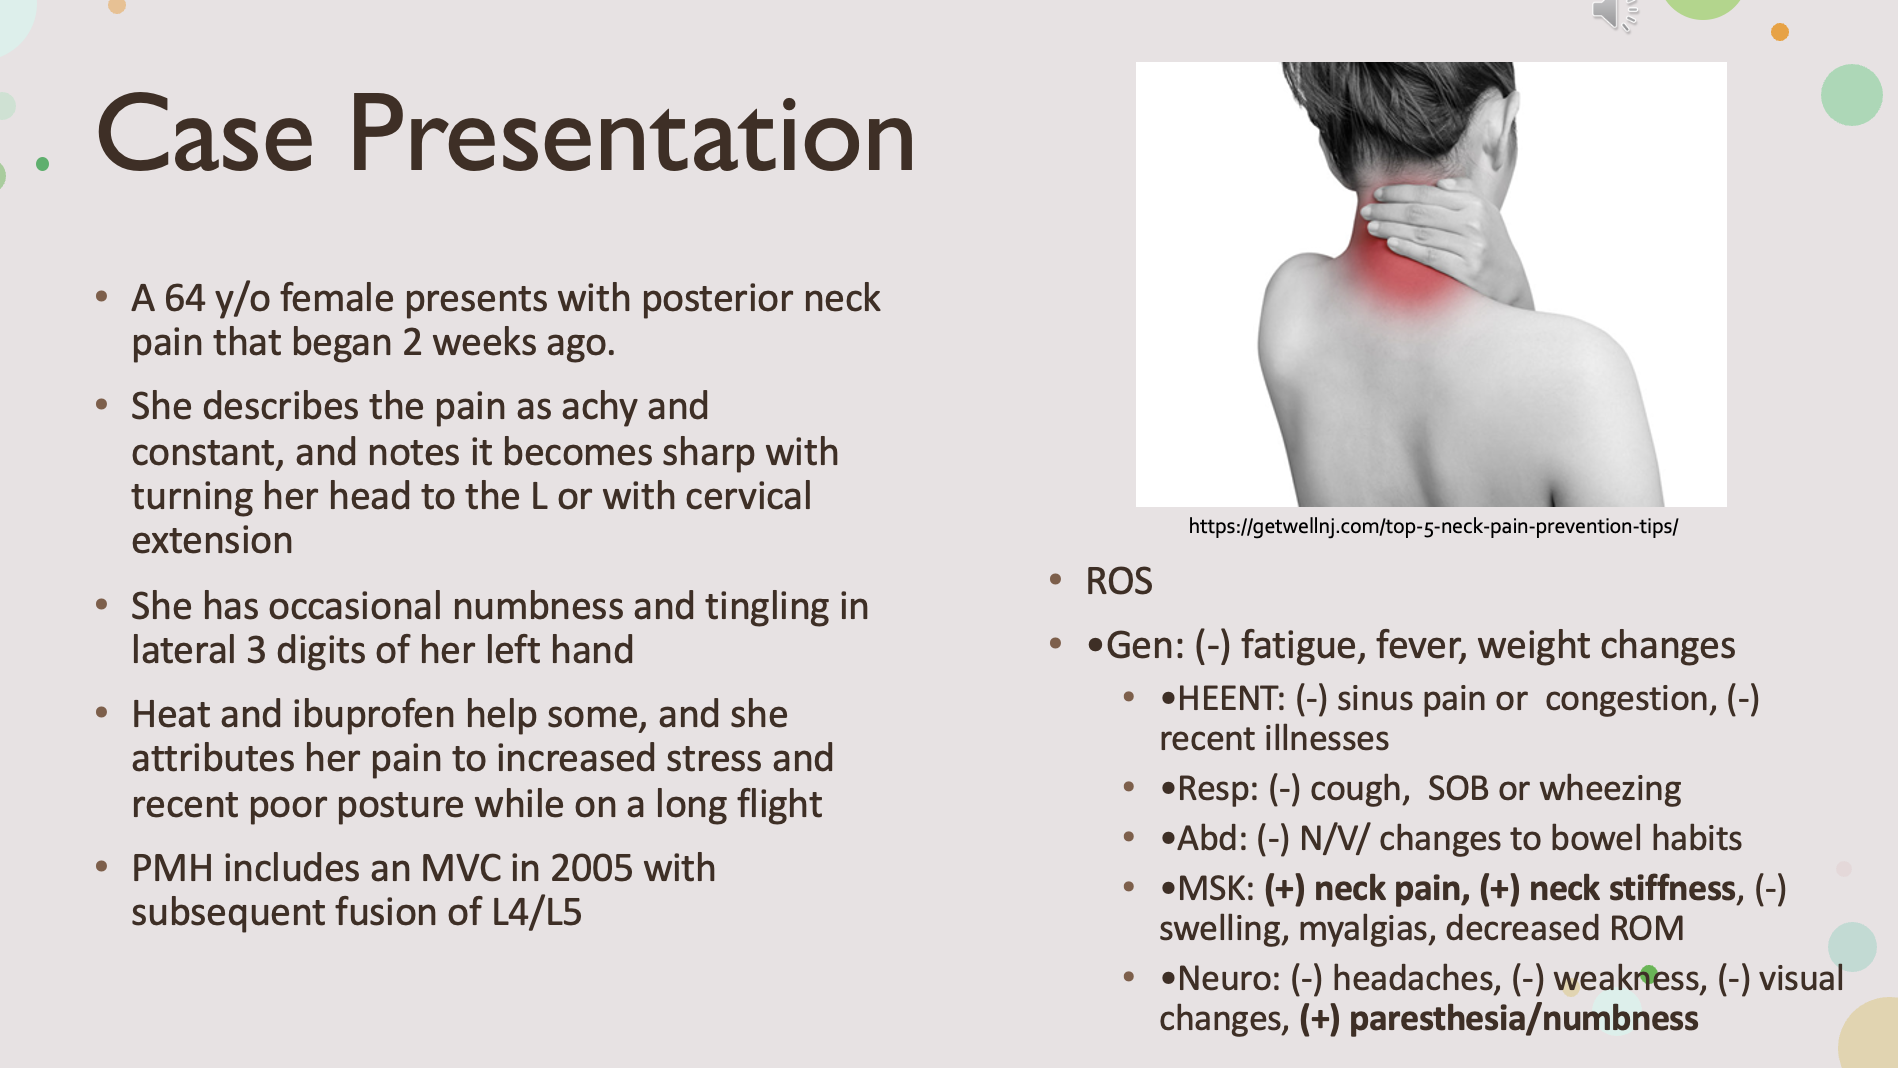 Case Presentation
• A 64 y/o female presents with posterior neck
pain that began 2 weeks ago.
• She describes the pain as achy and
constant, and notes it becomes sharp with
turning her head to the L or with cervical
extension
• She has occasional numbness and tingling in
lateral 3 digits of her left hand
• Heat and ibuprofen help some, and she
attributes her pain to increased stress and
recent poor posture while on a long flight
• PMH includes an MVC in 2005 with
subsequent fusion of L4/L5
https://getwellnj.com/top-5-neck-pain-prevention-tips/
• ROS
• •Gen: (-) fatigue, fever, weight changes
• •HEENT: (-) sinus pain or  congestion, (-)
recent illnesses
• •Resp: (-) cough,  SOB or wheezing
• •Abd: (-) N/V/ changes to bowel habits
• •MSK: (+) neck pain, (+) neck stiffness, (-)
swelling, myalgias, decreased ROM
• •Neuro: (-) headaches, (-) weakness, (-) visual
changes, (+) paresthesia/numbness